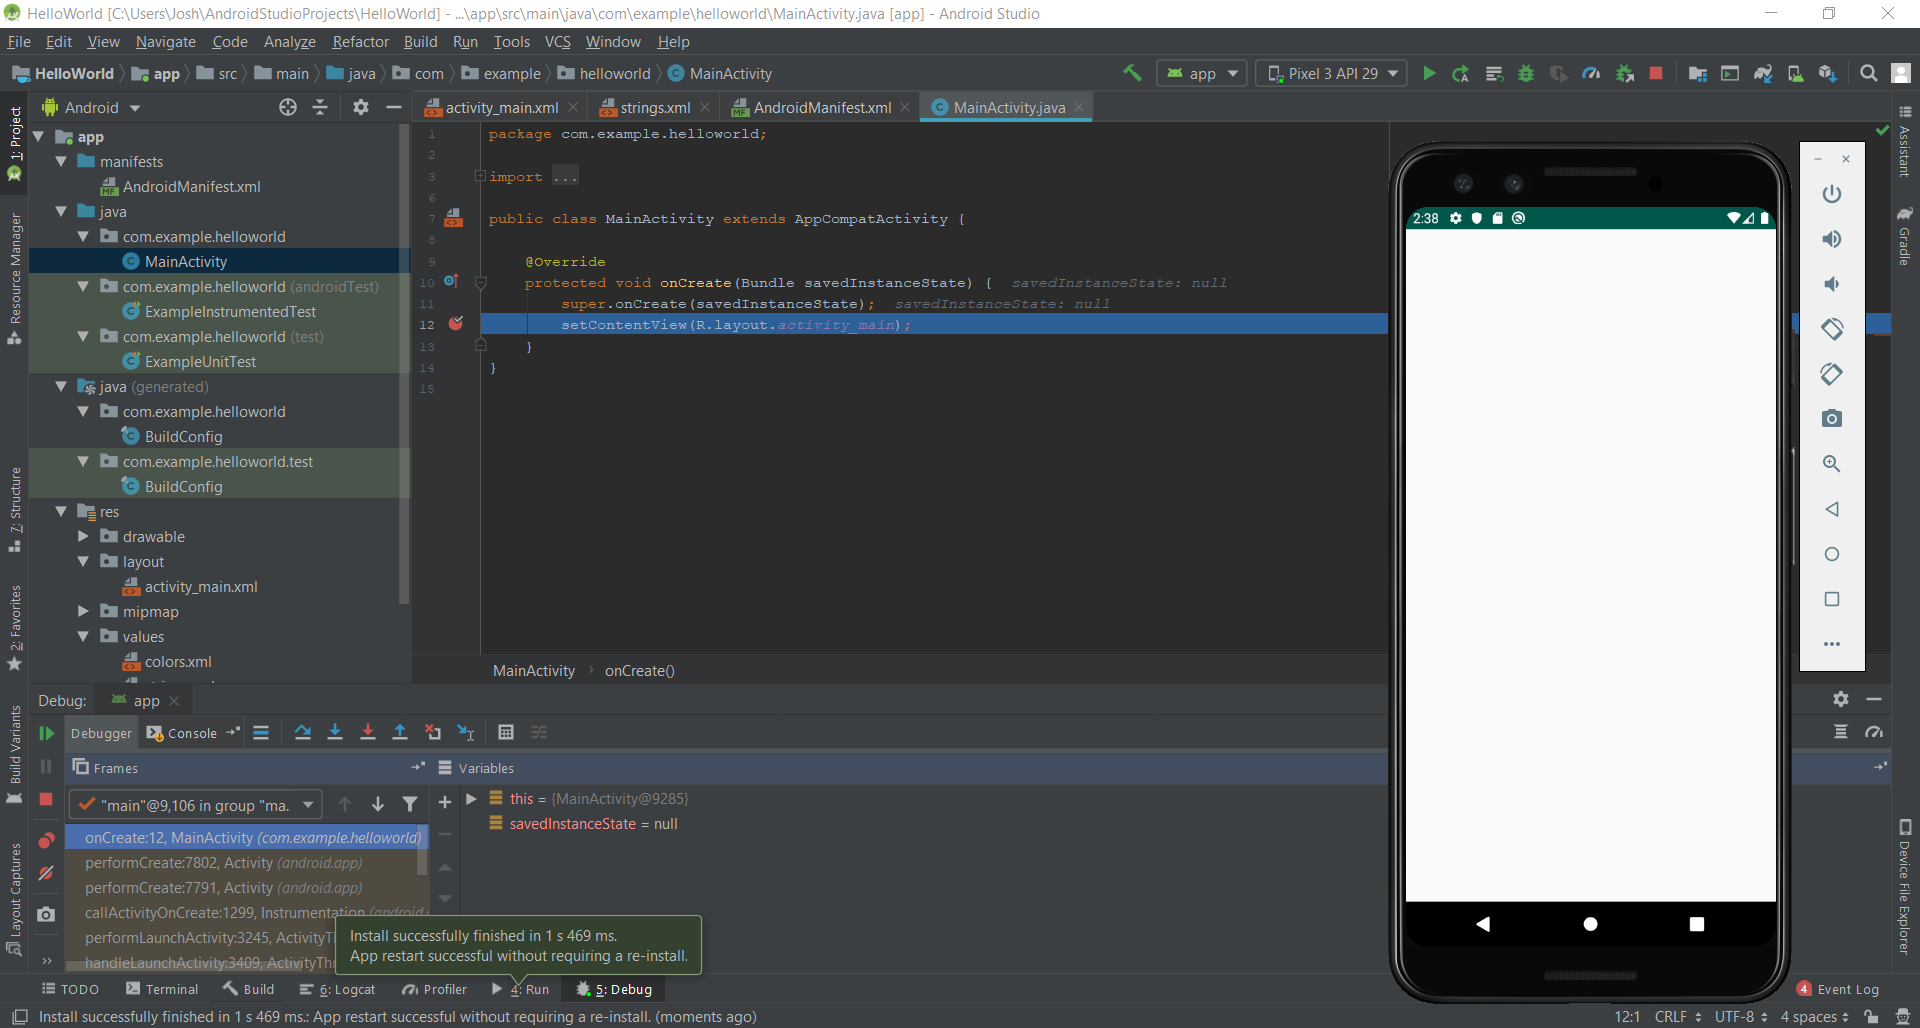 HelloWorld [C:\Users\Josh\AndroidStudioProjects\HelloWorld] - ...\app\src\main\java\com\example\helloworld\MainActivity.java [app] - Android Studio
File Edit View Navigate Code Analyze Refactor Build Run Tools VCS Window Help
HelloWorld app src main java com example helloworld MainActivity app Pixel 3 API 29
1: Project
Resource Manager
7: Structure
2: Favorites
Build Variants
Layout Captures
Android
app
manifests
AndroidManifest.xml
java
com.example.helloworld
MainActivity
com.example.helloworld (androidTest)
ExampleInstrumentedTest
com.example.helloworld (test)
ExampleUnitTest
java (generated)
com.example.helloworld
BuildConfig
com.example.helloworld.test
BuildConfig
res
drawable
layout
activity_main.xml
mipmap
values
colors.xml
activity_main.xml strings.xml AndroidManifest.xml MainActivity.java
1 package com.example.helloworld;
2
3 import ...
6
7 public class MainActivity extends AppCompatActivity {
8
9 @Override
10 protected void onCreate(Bundle savedInstanceState) { savedInstanceState: null
11 super.onCreate(savedInstanceState); savedInstanceState: null
12 setContentView(R.layout.activity_main);
13 }
14 }
15
MainActivity onCreate()
2:38
Assistant
Gradle
Device File Explorer
Debug: app
Debugger Console
Frames
Variables
"main"@9,106 in group "ma.
onCreate:12, MainActivity (com.example.helloworld)
performCreate:7802, Activity (android.app)
performCreate:7791, Activity (android.app)
callActivityOnCreate:1299, Instrumentation (android.
performLaunchActivity:3245, ActivityTh
handleLaunchActivity:3409, ActivityThr
this = {MainActivity@9285}
savedInstanceState = null
Install successfully finished in 1 s 469 ms.
App restart successful without requiring a re-install.
TODO Terminal Build 6: Logcat Profiler 4: Run 5: Debug 4 Event Log
Install successfully finished in 1 s 469 ms.: App restart successful without requiring a re-install. (moments ago) 12:1 CRLF UTF-8 4 spaces